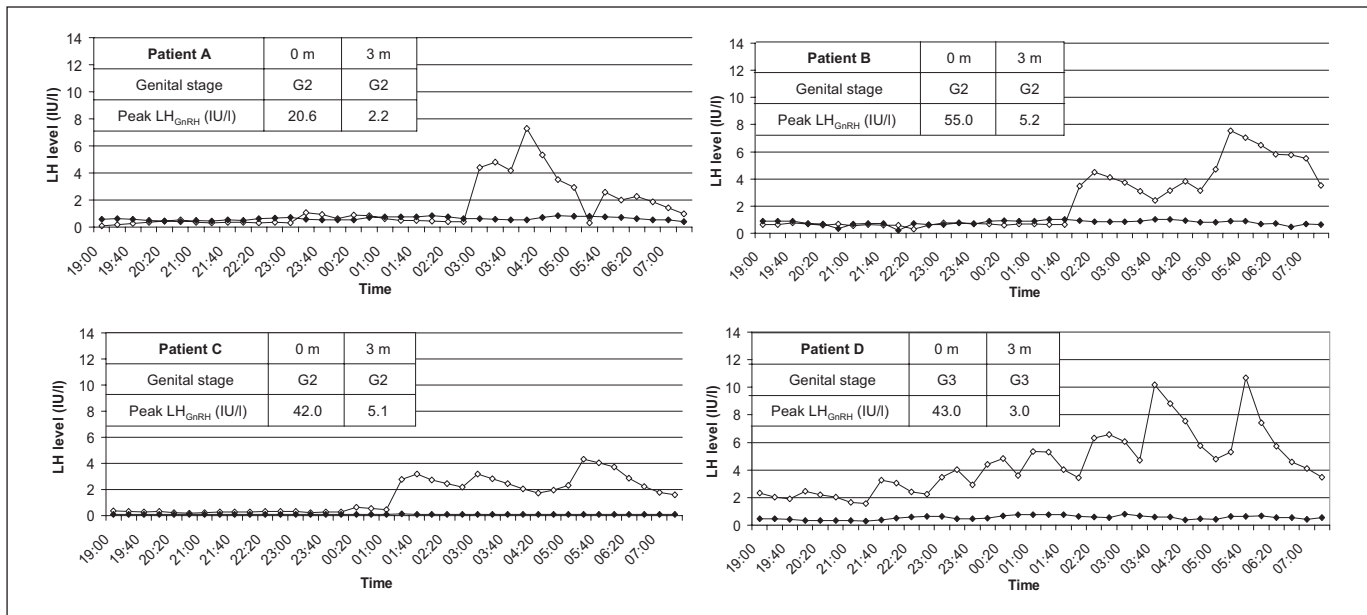 Patient A 0 m 3 m
Genital stage G2 G2
Peak LHGnRH (IU/l) 20.6 2.2
14
12
10
8
6
4
2
0
LH level (IU/l)
19:00 19:40 20:20 21:00 21:40 22:20 23:00 23:40 00:20 01:00 01:40 02:20 03:00 03:40 04:20 05:00 05:40 06:20 07:00
Time
Patient B 0 m 3 m
Genital stage G2 G2
Peak LHGnRH (IU/l) 55.0 5.2
14
12
10
8
6
4
2
0
LH level (IU/l)
19:00 19:40 20:20 21:00 21:40 22:20 23:00 23:40 00:20 01:00 01:40 02:20 03:00 03:40 04:20 05:00 05:40 06:20 07:00
Time
Patient C 0 m 3 m
Genital stage G2 G2
Peak LHGnRH (IU/l) 42.0 5.1
14
12
10
8
6
4
2
0
LH level (IU/l)
19:00 19:40 20:20 21:00 21:40 22:20 23:00 23:40 00:20 01:00 01:40 02:20 03:00 03:40 04:20 05:00 05:40 06:20 07:00
Time
Patient D 0 m 3 m
Genital stage G3 G3
Peak LHGnRH (IU/l) 43.0 3.0
14
12
10
8
6
4
2
0
LH level (IU/l)
19:00 19:40 20:20 21:00 21:40 22:20 23:00 23:40 00:20 01:00 01:40 02:20 03:00 03:40 04:20 05:00 05:40 06:20 07:00
Time